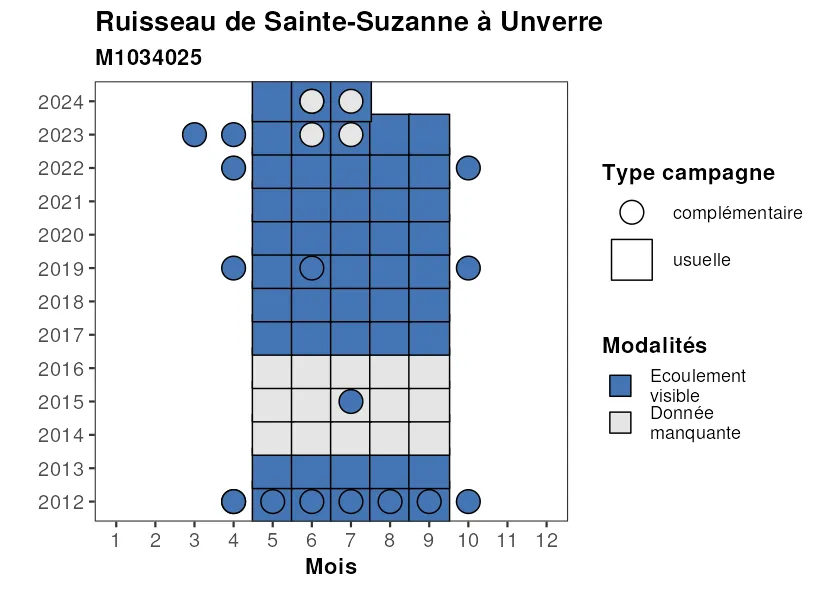 Ruisseau de Sainte-Suzanne à Unverre
M1034025
2024
2023
2022
2021
2020
2019
2018
2017
2016
2015
2014
2013
2012
1 2 3 4 5 6 7 8 9 10 11 12
Mois
Type campagne
complémentaire
usuelle
Modalités
Ecoulement
visible
Donnée
manquante